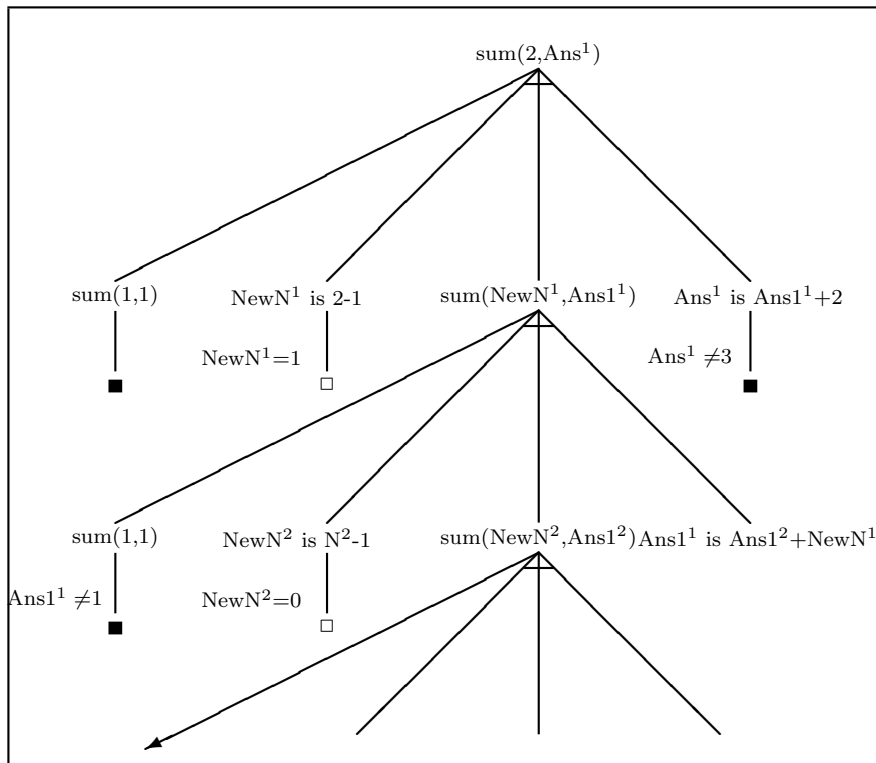 sum(2,Ans¹)
sum(1,1) NewN¹ is 2-1 sum(NewN¹,Ans1¹) Ans¹ is Ans1¹+2
NewN¹=1 Ans¹ ≠3
sum(1,1) NewN² is N²-1 sum(NewN²,Ans1²) Ans1¹ is Ans1²+NewN¹
Ans1¹ ≠1 NewN²=0